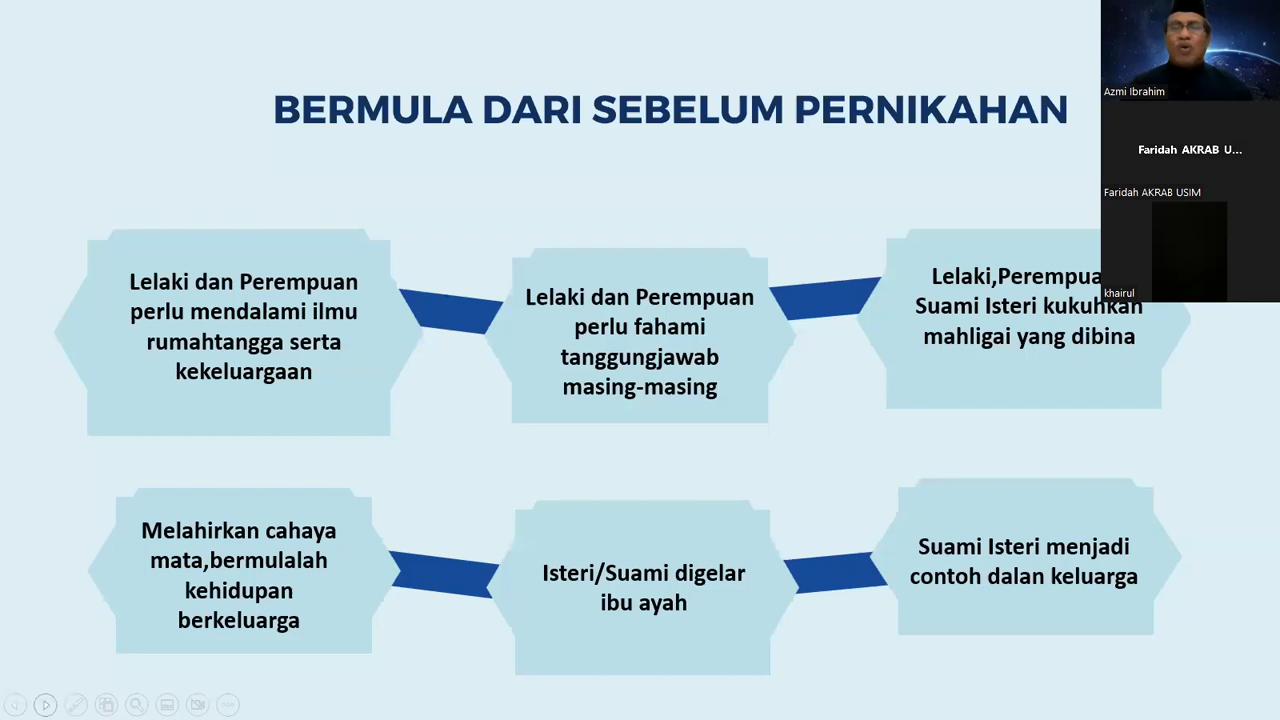 BERMULA DARI SEBELUM PERNIKAHAN
Azmi Ibrahim
Faridah AKRAB U...
Faridah AKRAB USIM
khairul
Lelaki dan Perempuan
perlu mendalami ilmu
rumahtangga serta
kekeluargaan
Lelaki dan Perempuan
perlu fahami
tanggungjawab
masing-masing
Lelaki,Perempua
Suami Isteri kukuhkan
mahligai yang dibina
Melahirkan cahaya
mata,bermulalah
kehidupan
berkeluarga
Isteri/Suami digelar
ibu ayah
Suami Isteri menjadi
contoh dalan keluarga